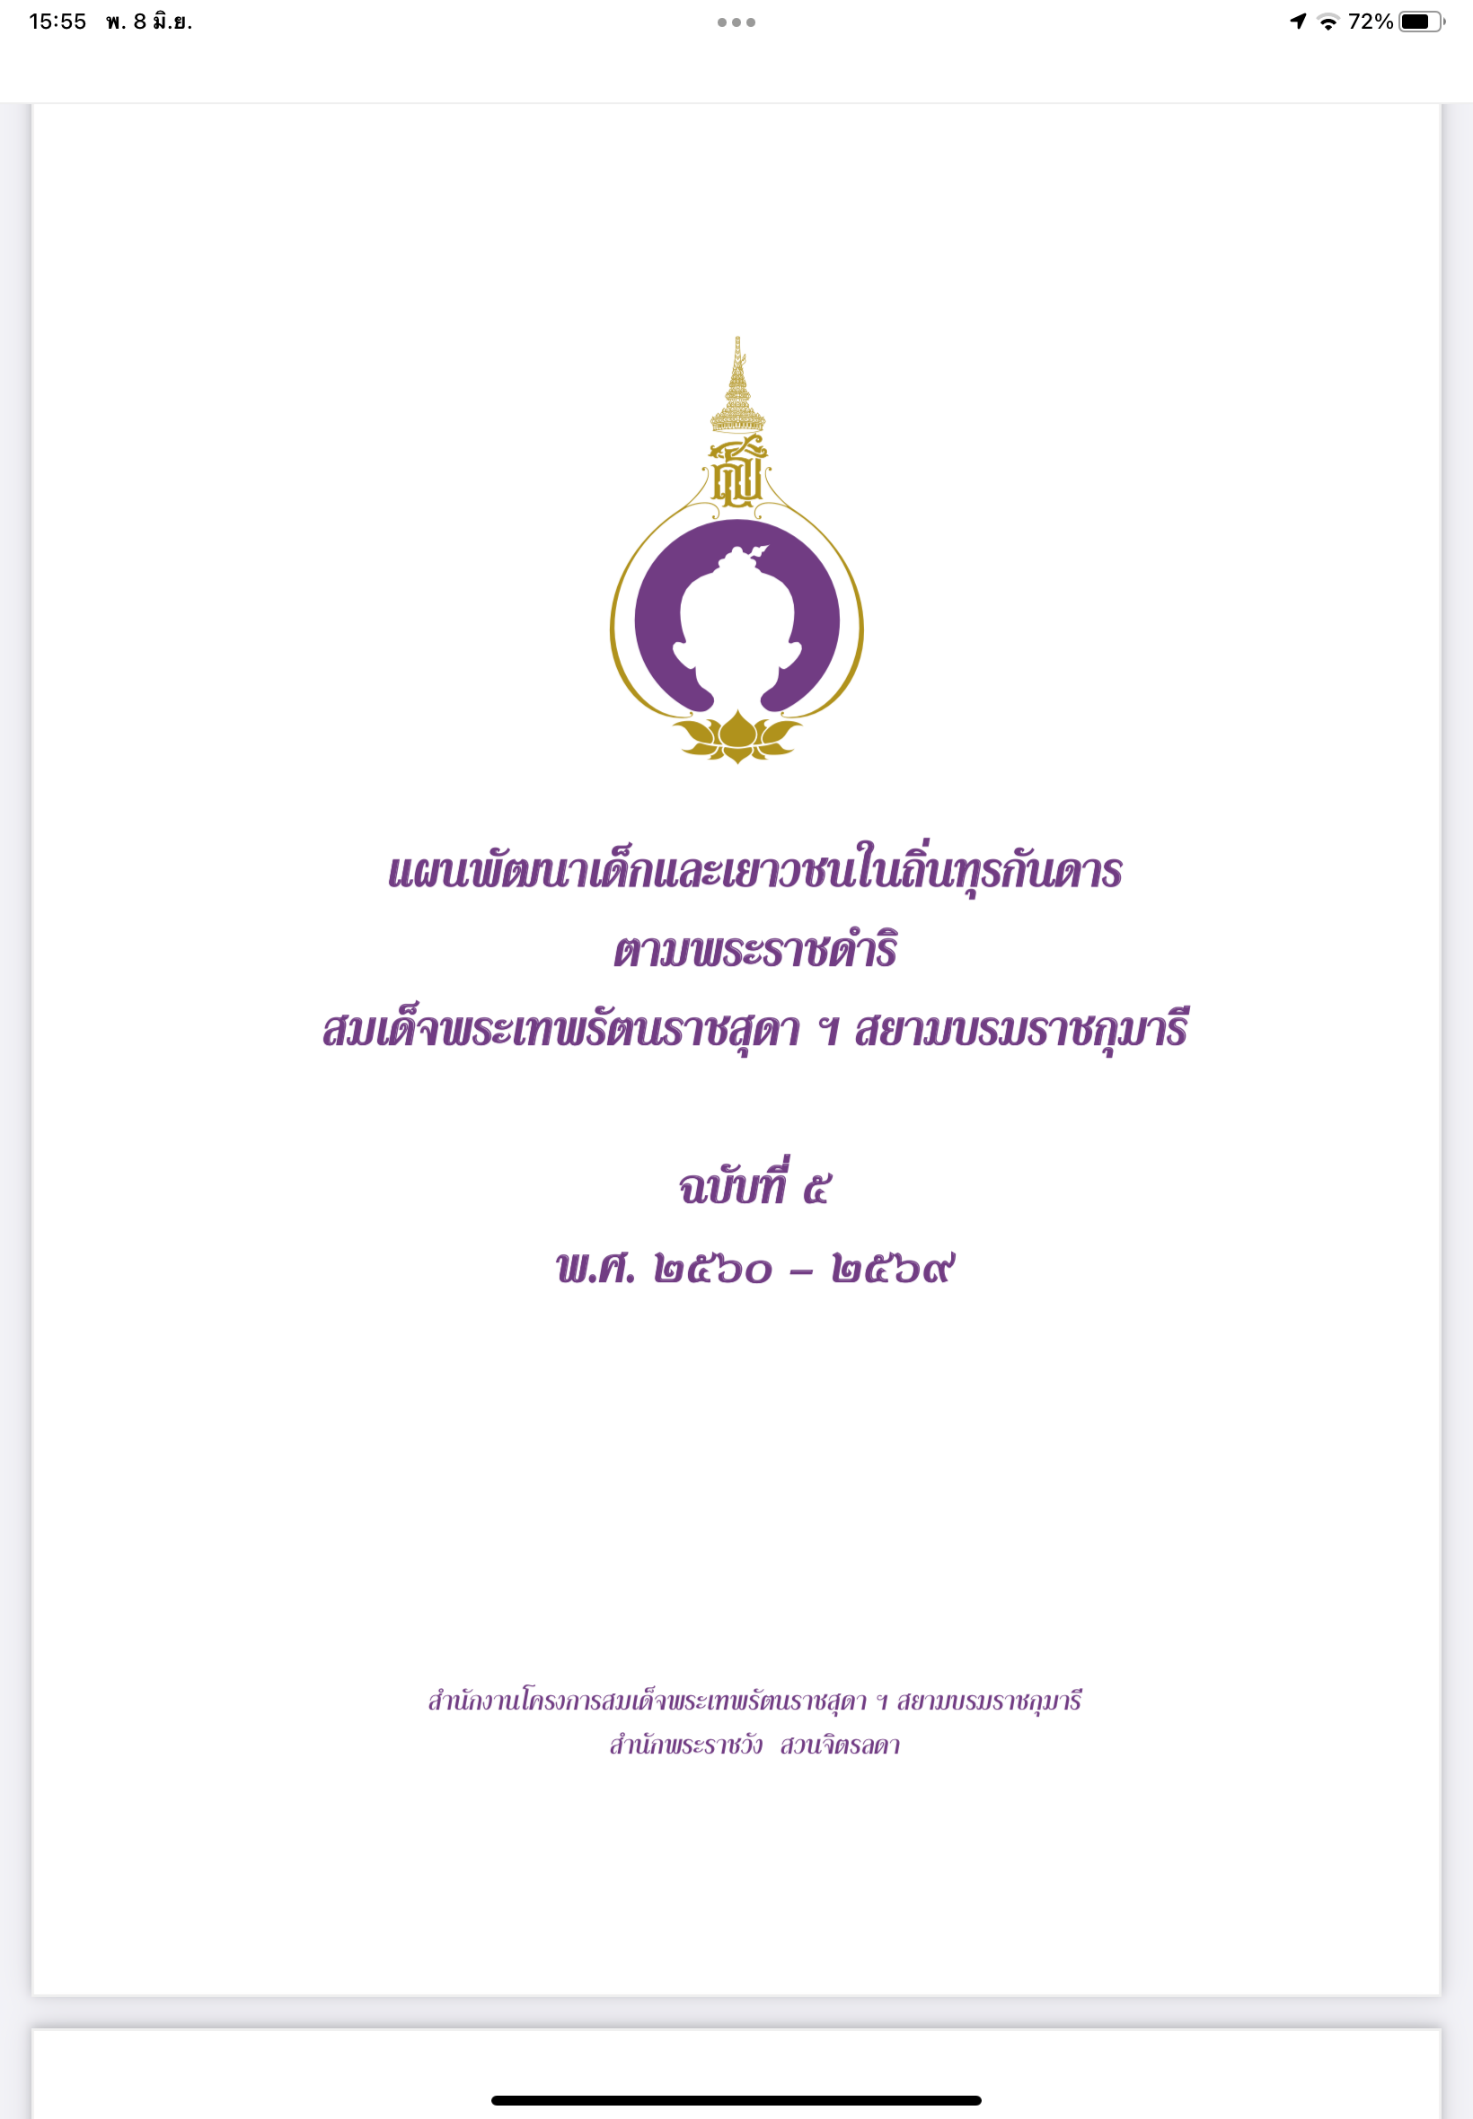 15:55 พ. 8 มิ.ย.
72%
แผนพัฒนาเด็กและเยาวชนในถิ่นทุรกันดาร
ตามพระราชดำริ
สมเด็จพระเทพรัตนราชสุดา ฯ สยามบรมราชกุมารี
ฉบับที่ ๕
พ.ศ. ๒๕๖๐ – ๒๕๖๙
สำนักงานโครงการสมเด็จพระเทพรัตนราชสุดา ฯ สยามบรมราชกุมารี
สำนักพระราชวัง สวนจิตรลดา